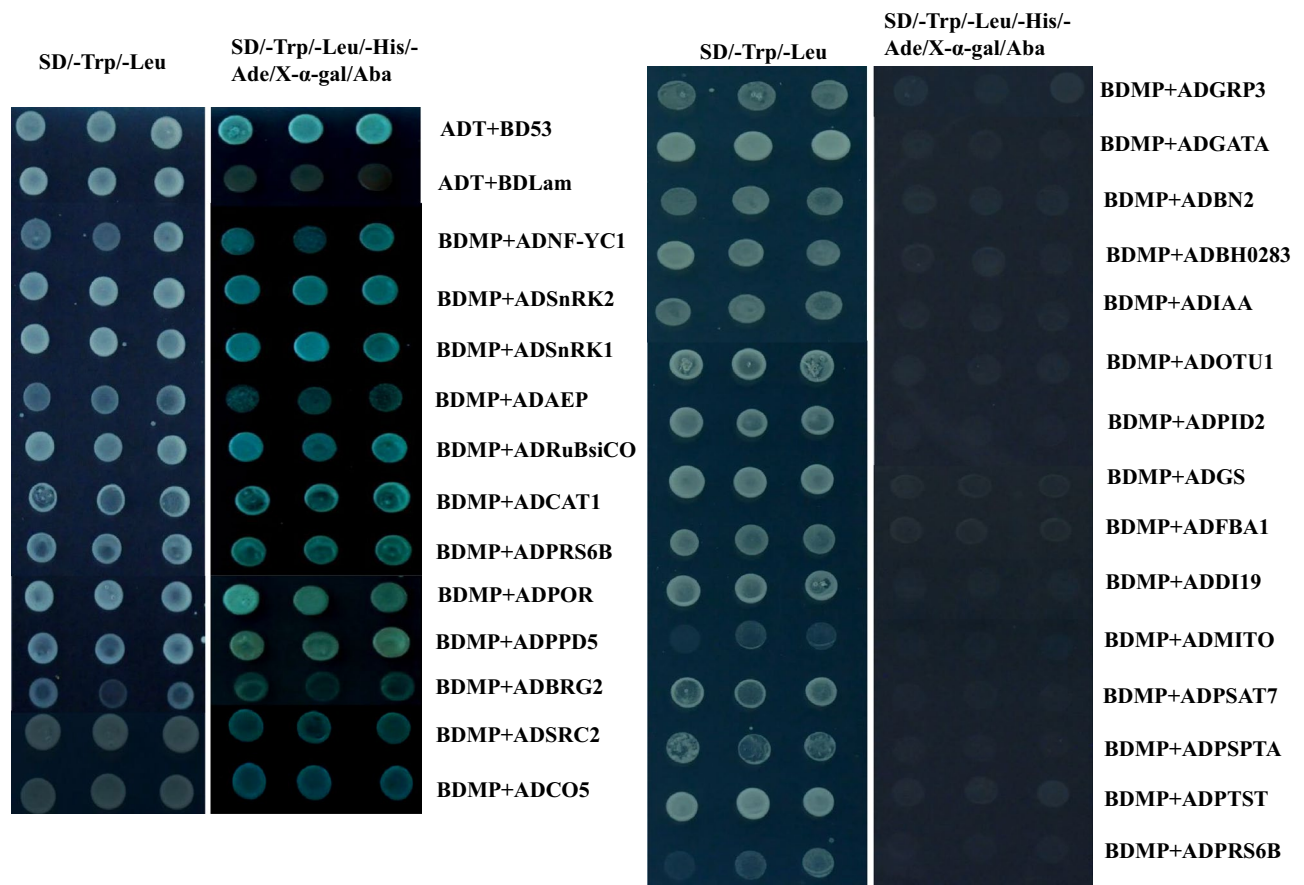 SD/-Trp/-Leu
SD/-Trp/-Leu/-His/-
Ade/X-α-gal/Aba
ADT+BD53
ADT+BDLam
BDMP+ADNF-YC1
BDMP+ADSnRK2
BDMP+ADSnRK1
BDMP+ADAEP
BDMP+ADRuBsiCO
BDMP+ADCAT1
BDMP+ADPRS6B
BDMP+ADPOR
BDMP+ADPPD5
BDMP+ADBRG2
BDMP+ADSRC2
BDMP+ADCO5
SD/-Trp/-Leu
SD/-Trp/-Leu/-His/-
Ade/X-α-gal/Aba
BDMP+ADGRP3
BDMP+ADGATA
BDMP+ADBN2
BDMP+ADBH0283
BDMP+ADIAA
BDMP+ADOTU1
BDMP+ADPID2
BDMP+ADGS
BDMP+ADFBA1
BDMP+ADDI19
BDMP+ADMITO
BDMP+ADPSAT7
BDMP+ADPSPTA
BDMP+ADPTST
BDMP+ADPRS6B